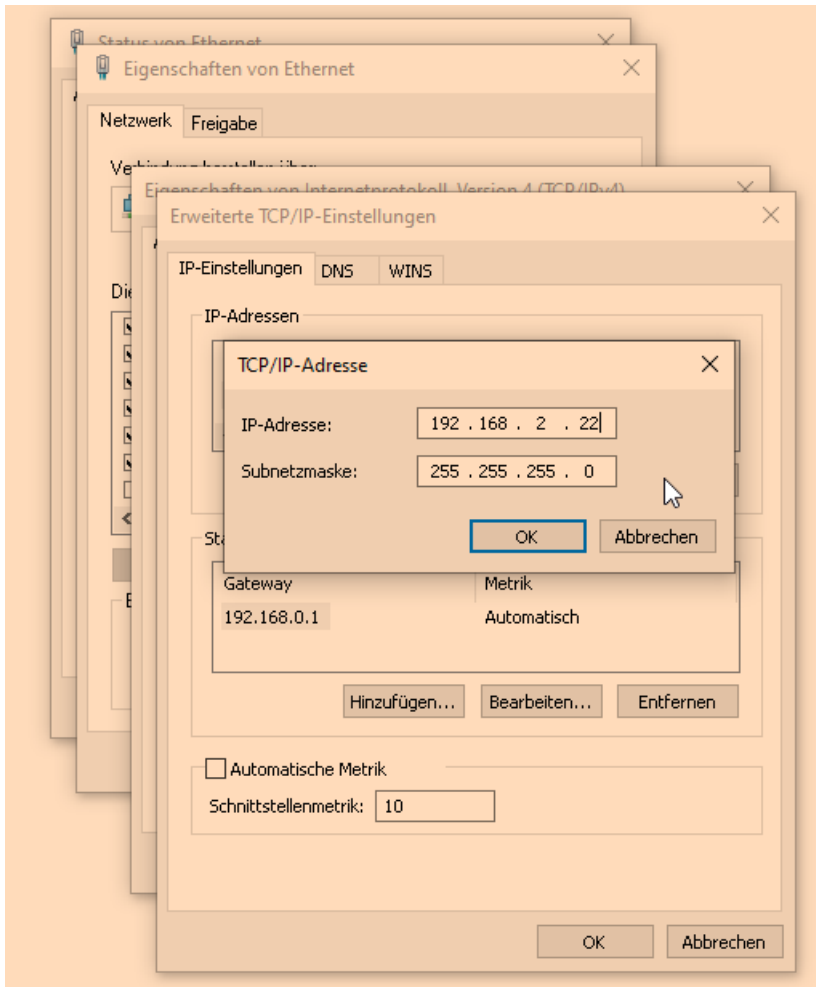 Status von Ethernet
Eigenschaften von Ethernet
Netzwerk Freigabe
Eigenschaften von Internetprotokoll, Version 4 (TCP/IPv4)
Erweiterte TCP/IP-Einstellungen
IP-Einstellungen DNS WINS
IP-Adressen
TCP/IP-Adresse
IP-Adresse: 192 . 168 . 2 . 22
Subnetzmaske: 255 . 255 . 255 . 0
OK Abbrechen
Gateway Metrik
192.168.0.1 Automatisch
Hinzufügen... Bearbeiten... Entfernen
Automatische Metrik
Schnittstellenmetrik: 10
OK Abbrechen